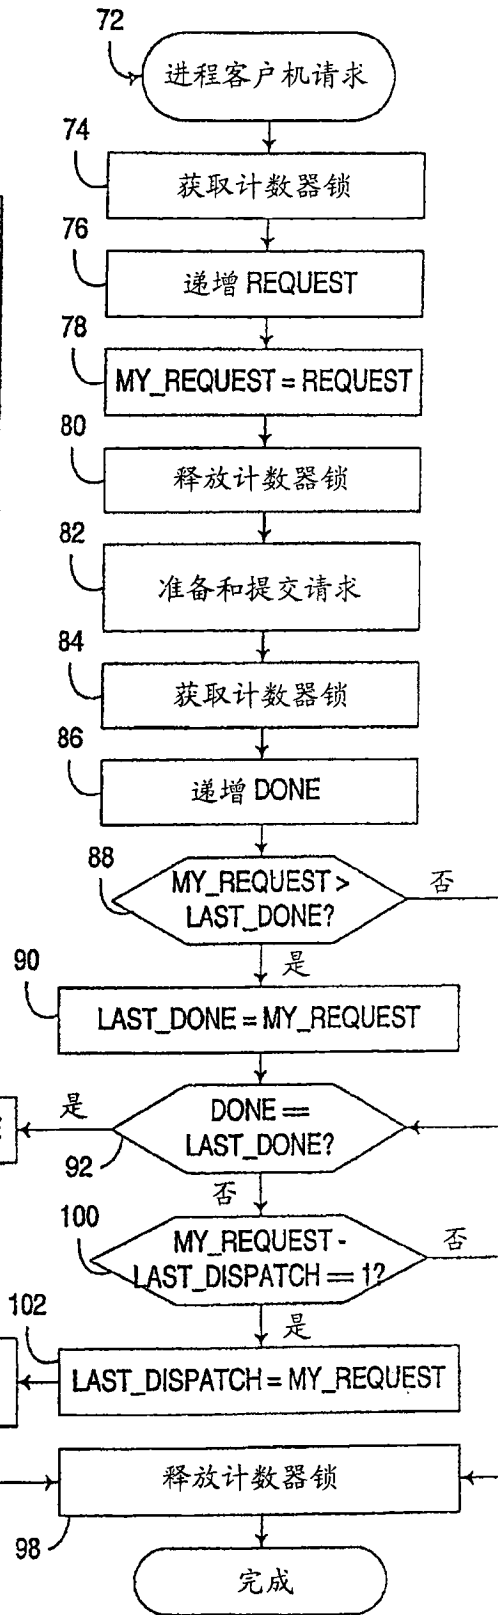 72
进程客户机请求
74
获取计数器锁
76
递增 REQUEST
78
MY_REQUEST = REQUEST
80
释放计数器锁
82
准备和提交请求
84
获取计数器锁
86
递增 DONE
88
MY_REQUEST >
LAST_DONE?
否
是
90
LAST_DONE = MY_REQUEST
是
DONE ==
LAST_DONE?
92
否
100
MY_REQUEST -
LAST_DISPATCH == 1?
否
是
102
LAST_DISPATCH = MY_REQUEST
释放计数器锁
98
完成